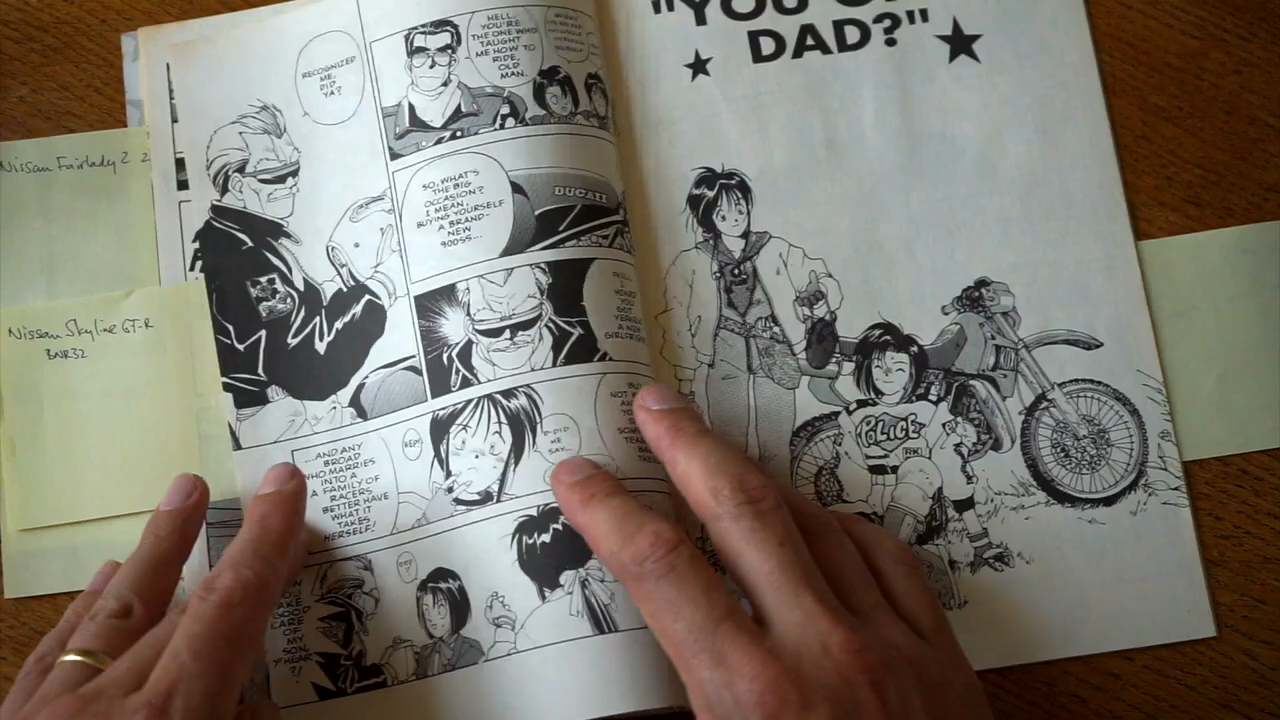 Nissan Fairlady Z
Nissan Skyline GT-R
BNR32
RECOGNIZED
ME,
DID
YA?
HELL,
YOU'RE
THE ONE WHO
TAUGHT
ME HOW TO
RIDE,
OLD
MAN.
SO, WHAT'S
THE BIG
OCCASION?
I MEAN,
BUYING YOURSELF
A BRAND-
NEW
900SS...
DUCATI
HELL,
I
HEARD
YOU
GOT
YERSELF
A NEW
...AND ANY
BROAD
WHO MARRIES
INTO A
A FAMILY OF
RACERS
BETTER HAVE
WHAT IT
TAKES
HERSELF!
D-DID
HE
SAY...
TAKE
GOOD
CARE
OF
MY
SON,
Y'HEAR
?!
"YOU
DAD?"
POLICE
RK